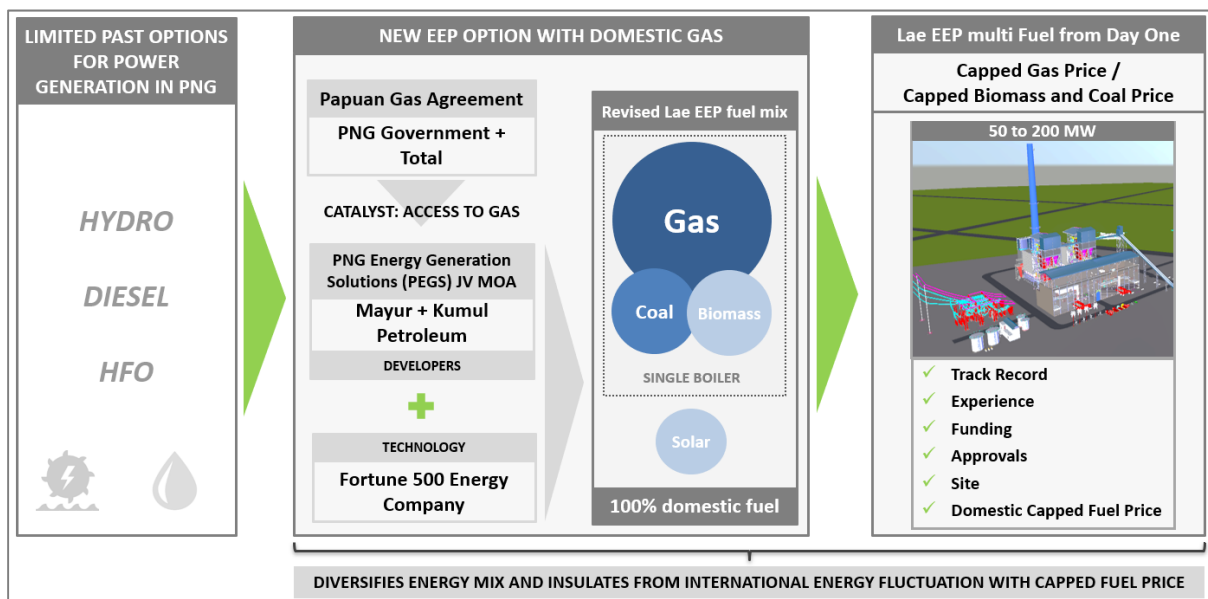 LIMITED PAST OPTIONS
FOR POWER
GENERATION IN PNG
HYDRO
DIESEL
HFO
NEW EEP OPTION WITH DOMESTIC GAS
Papuan Gas Agreement
PNG Government +
Total
CATALYST: ACCESS TO GAS
PNG Energy Generation
Solutions (PEGS) JV MOA
Mayur + Kumul
Petroleum
DEVELOPERS
TECHNOLOGY
Fortune 500 Energy
Company
Revised Lae EEP fuel mix
Gas
Coal
Biomass
SINGLE BOILER
Solar
100% domestic fuel
Lae EEP multi Fuel from Day One
Capped Gas Price /
Capped Biomass and Coal Price
50 to 200 MW
✓ Track Record
✓ Experience
✓ Funding
✓ Approvals
✓ Site
✓ Domestic Capped Fuel Price
DIVERSIFIES ENERGY MIX AND INSULATES FROM INTERNATIONAL ENERGY FLUCTUATION WITH CAPPED FUEL PRICE